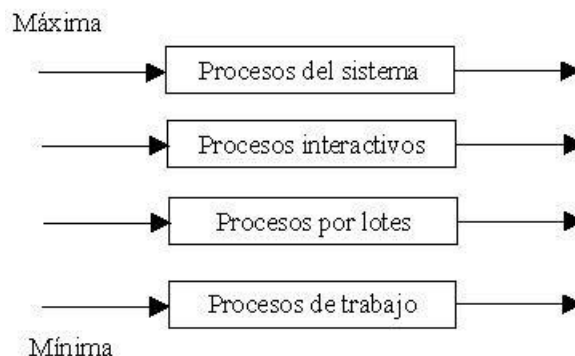 Máxima
Procesos del sistema
Procesos interactivos
Procesos por lotes
Procesos de trabajo
Mínima